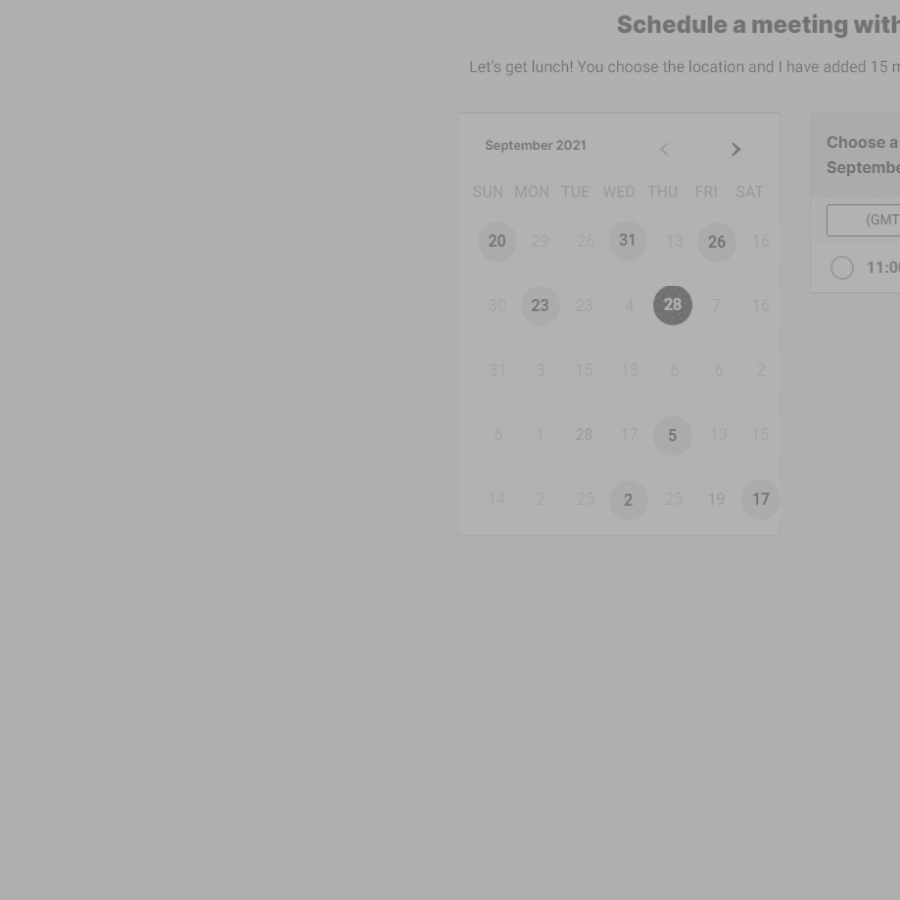 Schedule a meeting with
Let's get lunch! You choose the location and I have added 15 m
September 2021
SUN MON TUE WED THU FRI SAT
20 29 26 31 13 26 16
30 23 23 4 28 7 16
31 3 15 18 6 6 2
6 1 28 17 5 13 15
14 2 25 2 25 19 17
Choose a
Septembe
(GMT
11:00